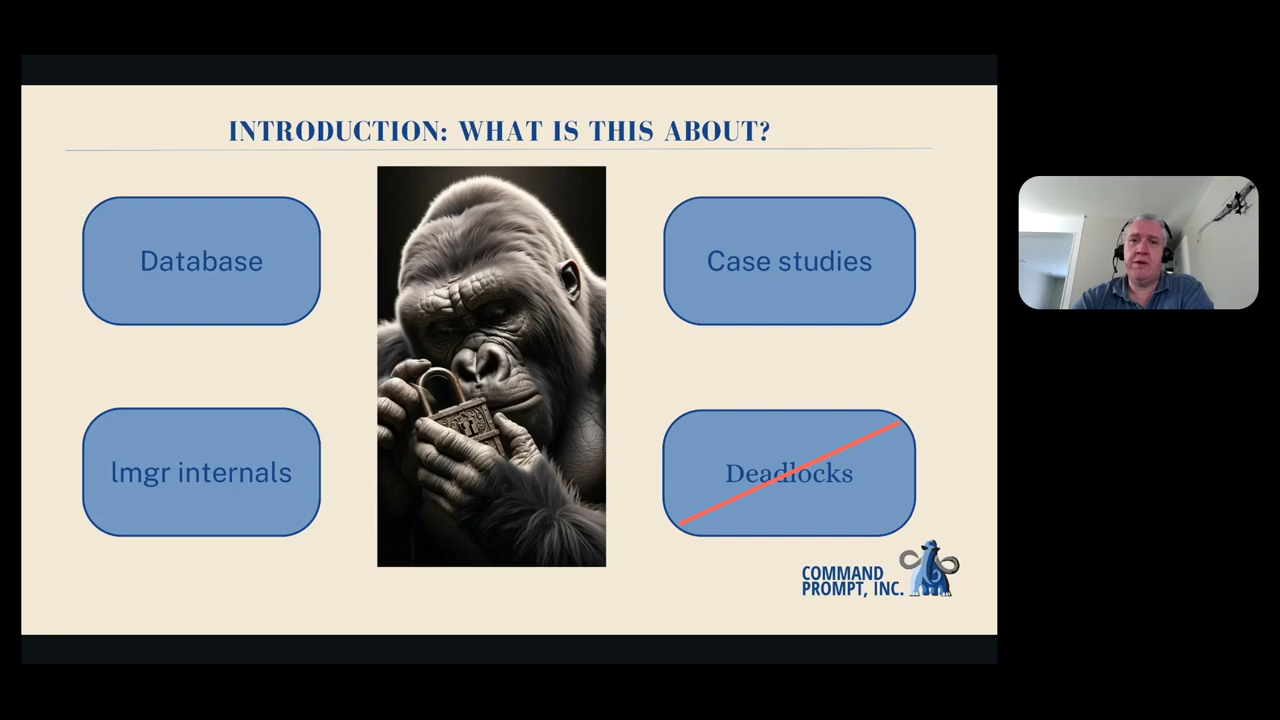 INTRODUCTION: WHAT IS THIS ABOUT?
Database
Case studies
lmgr internals
Deadlocks
COMMAND
PROMPT, INC.